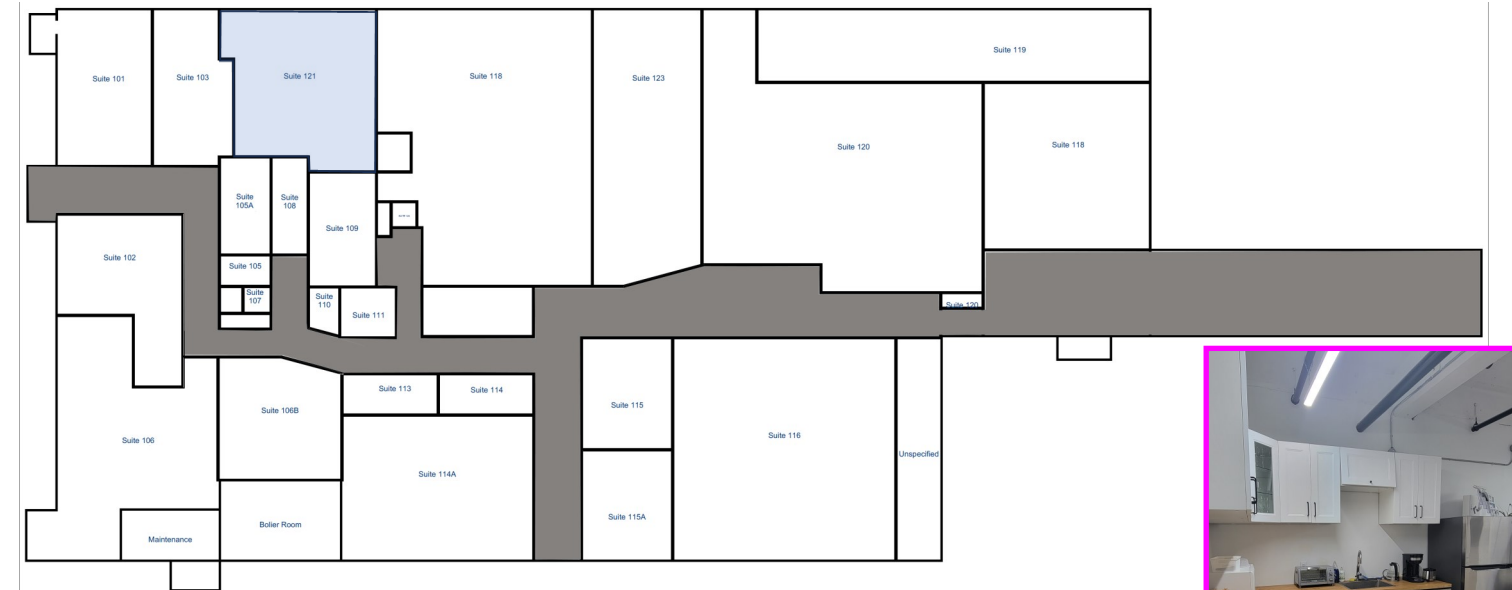 Suite 101
Suite 103
Suite 121
Suite 118
Suite 123
Suite 119
Suite 120
Suite 118
Suite
105A
Suite
108
Suite 109
Suite 102
Suite 105
Suite
107
Suite
110
Suite 111
Suite 120
Suite 113
Suite 114
Suite 106B
Suite 106
Suite 114A
Suite 115
Suite 116
Unspecified
Suite 115A
Bolier Room
Maintenance